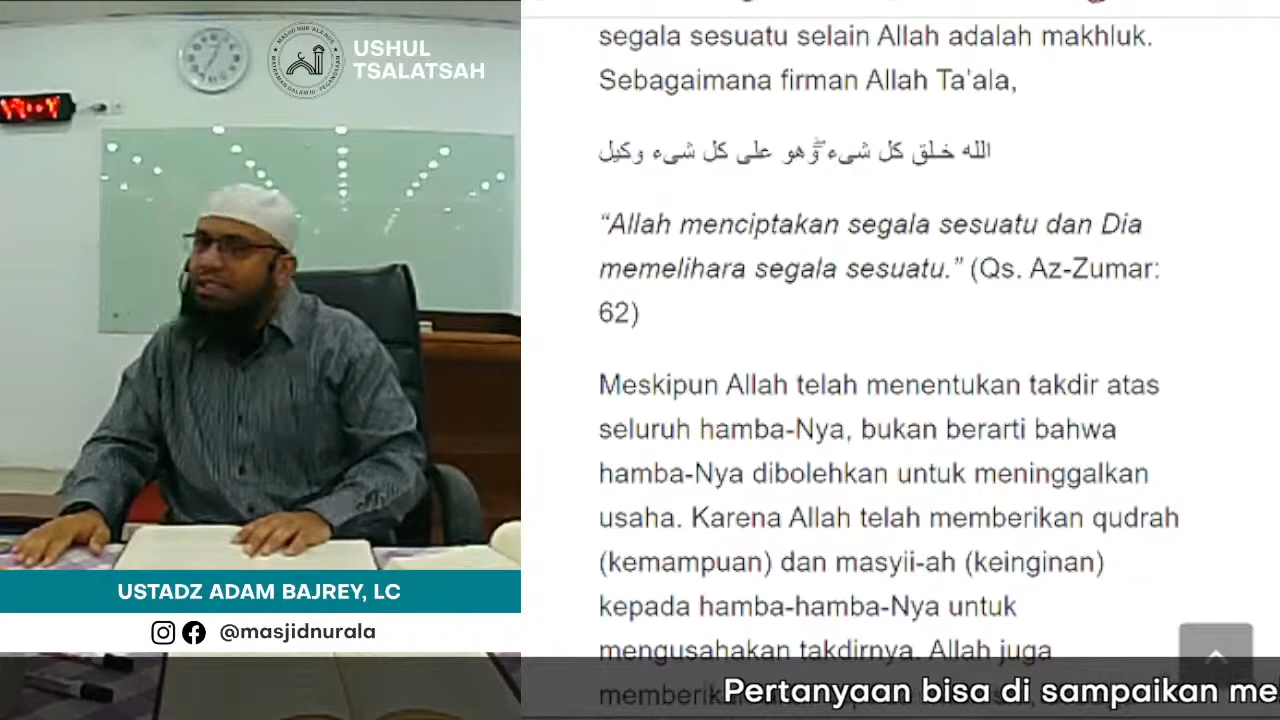 USHUL
TSALATSAH
segala sesuatu selain Allah adalah makhluk.
Sebagaimana firman Allah Ta'ala,
الله خلق كل شيء ۖ وهو على كل شيء وكيل
“Allah menciptakan segala sesuatu dan Dia
memelihara segala sesuatu.” (Qs. Az-Zumar:
62)
Meskipun Allah telah menentukan takdir atas
seluruh hamba-Nya, bukan berarti bahwa
hamba-Nya dibolehkan untuk meninggalkan
usaha. Karena Allah telah memberikan qudrah
(kemampuan) dan masyii-ah (keinginan)
kepada hamba-hamba-Nya untuk
mengusahakan takdirnya. Allah juga
USTADZ ADAM BAJREY, LC
@masjidnurala
Pertanyaan bisa di sampaikan me